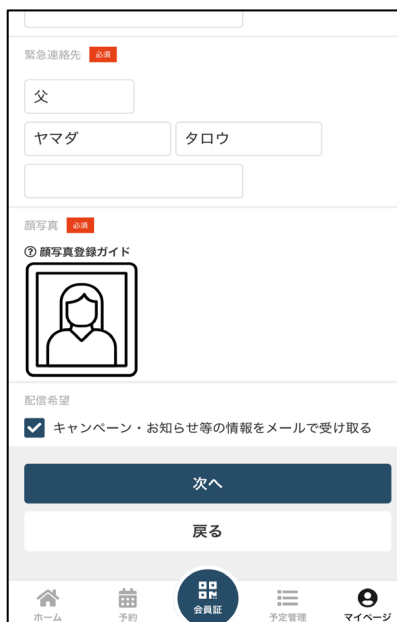 緊急連絡先 必須
父
ヤマダ タロウ
顔写真 必須
? 顔写真登録ガイド
配信希望
キャンペーン・お知らせ等の情報をメールで受け取る
次へ
戻る
ホーム 予約 会員証 予定管理 マイページ